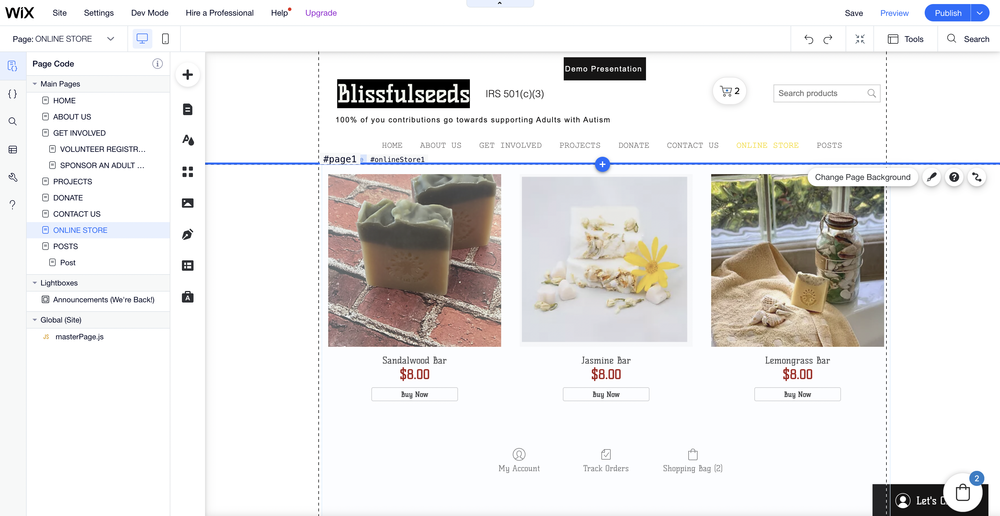 WiX Site Settings Dev Mode Hire a Professional Help Upgrade Save Preview Publish
Page: ONLINE STORE Tools Search
Page Code
Main Pages
HOME
ABOUT US
GET INVOLVED
VOLUNTEER REGISTR...
SPONSOR AN ADULT ...
PROJECTS
DONATE
CONTACT US
ONLINE STORE
POSTS
Post
Lightboxes
Announcements (We're Back!)
Global (Site)
JS masterPage.js
Demo Presentation
Blissfulseeds IRS 501(c)(3) 2 Search products
100% of you contributions go towards supporting Adults with Autism
HOME ABOUT US GET INVOLVED PROJECTS DONATE CONTACT US ONLINE STORE POSTS
#page1 #onlineStore1
Change Page Background
Sandalwood Bar Jasmine Bar Lemongrass Bar
$8.00 $8.00 $8.00
Buy Now Buy Now Buy Now
My Account Track Orders Shopping Bag (2)
2
Let's